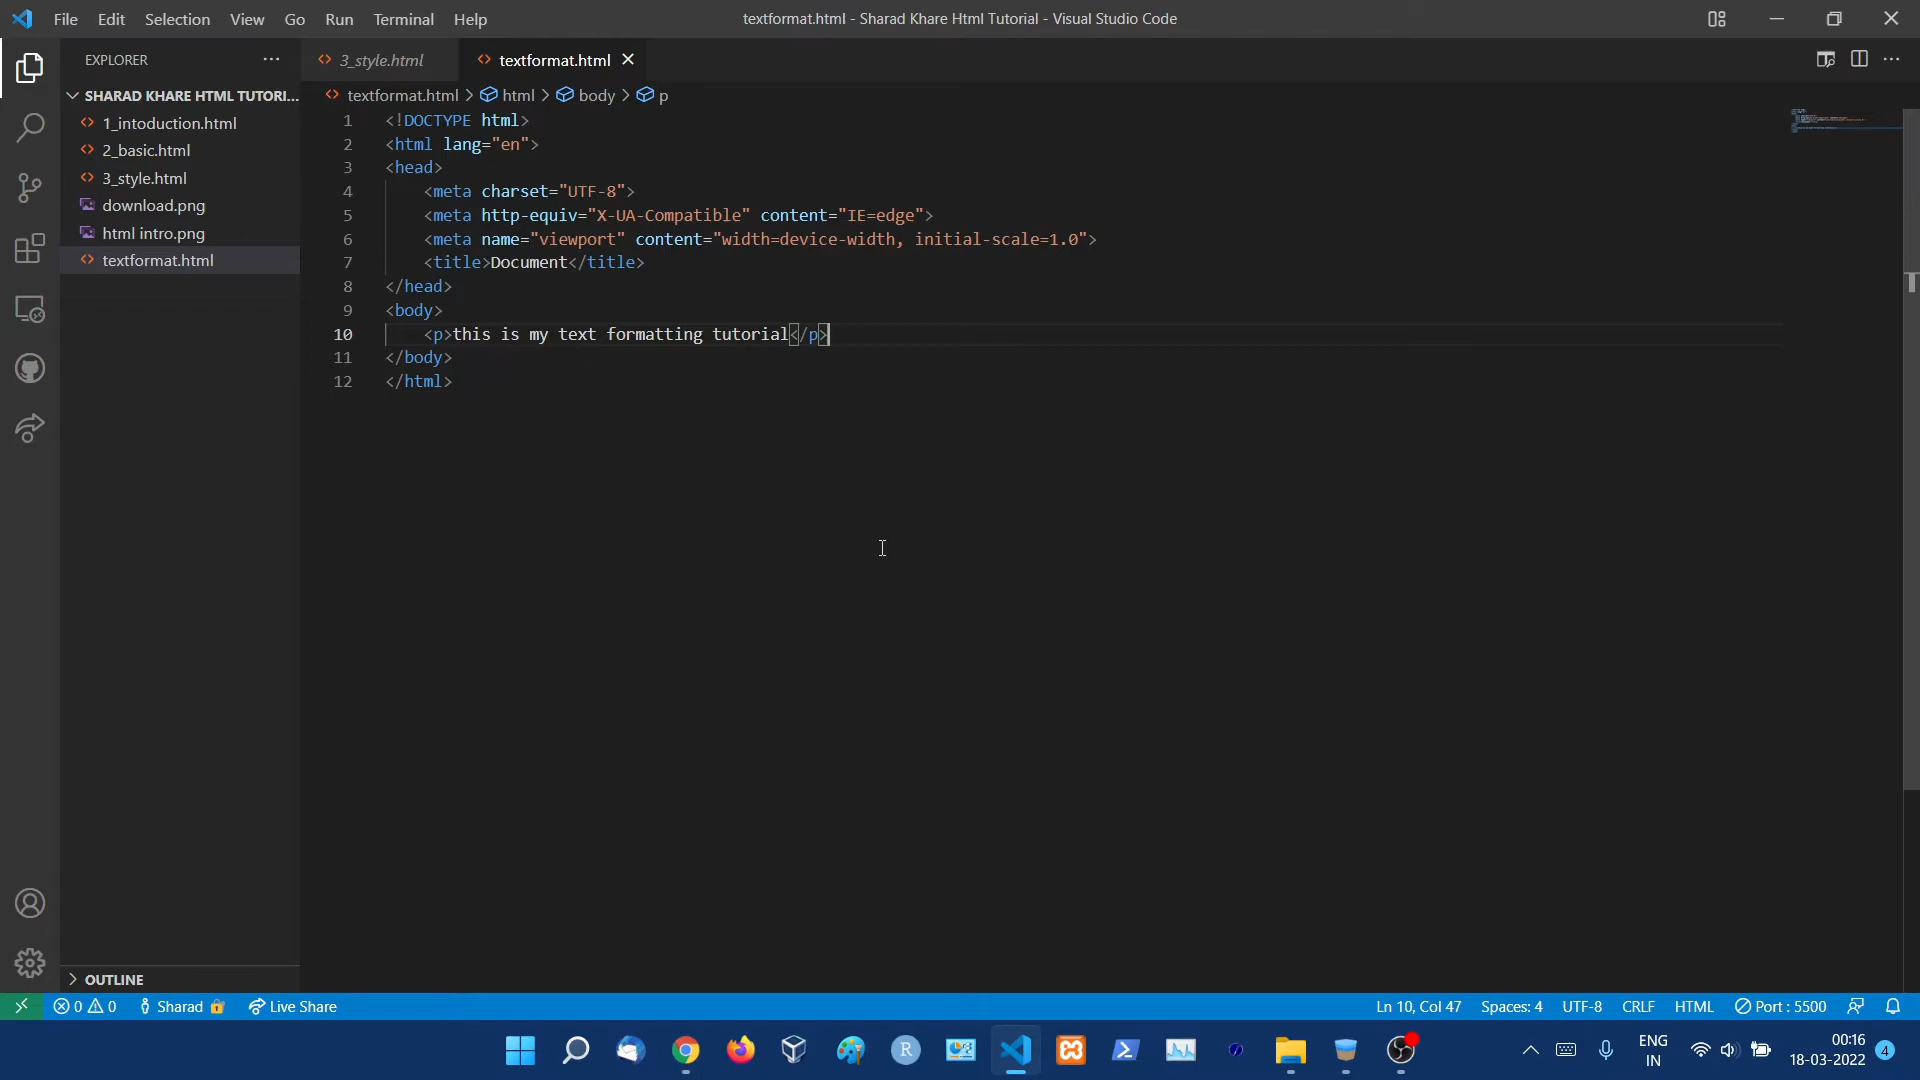 File Edit Selection View Go Run Terminal Help
textformat.html - Sharad Khare Html Tutorial - Visual Studio Code
EXPLORER
SHARAD KHARE HTML TUTORI...
1_intoduction.html
2_basic.html
3_style.html
download.png
html intro.png
textformat.html
OUTLINE
3_style.html textformat.html
textformat.html > html > body > p
1 <!DOCTYPE html>
2 <html lang="en">
3 <head>
4 <meta charset="UTF-8">
5 <meta http-equiv="X-UA-Compatible" content="IE=edge">
6 <meta name="viewport" content="width=device-width, initial-scale=1.0">
7 <title>Document</title>
8 </head>
9 <body>
10 <p>this is my text formatting tutorial</p>
11 </body>
12 </html>
0 0 Sharad Live Share Ln 10, Col 47 Spaces: 4 UTF-8 CRLF HTML Port : 5500
R ENG 00:16
IN 18-03-2022 4